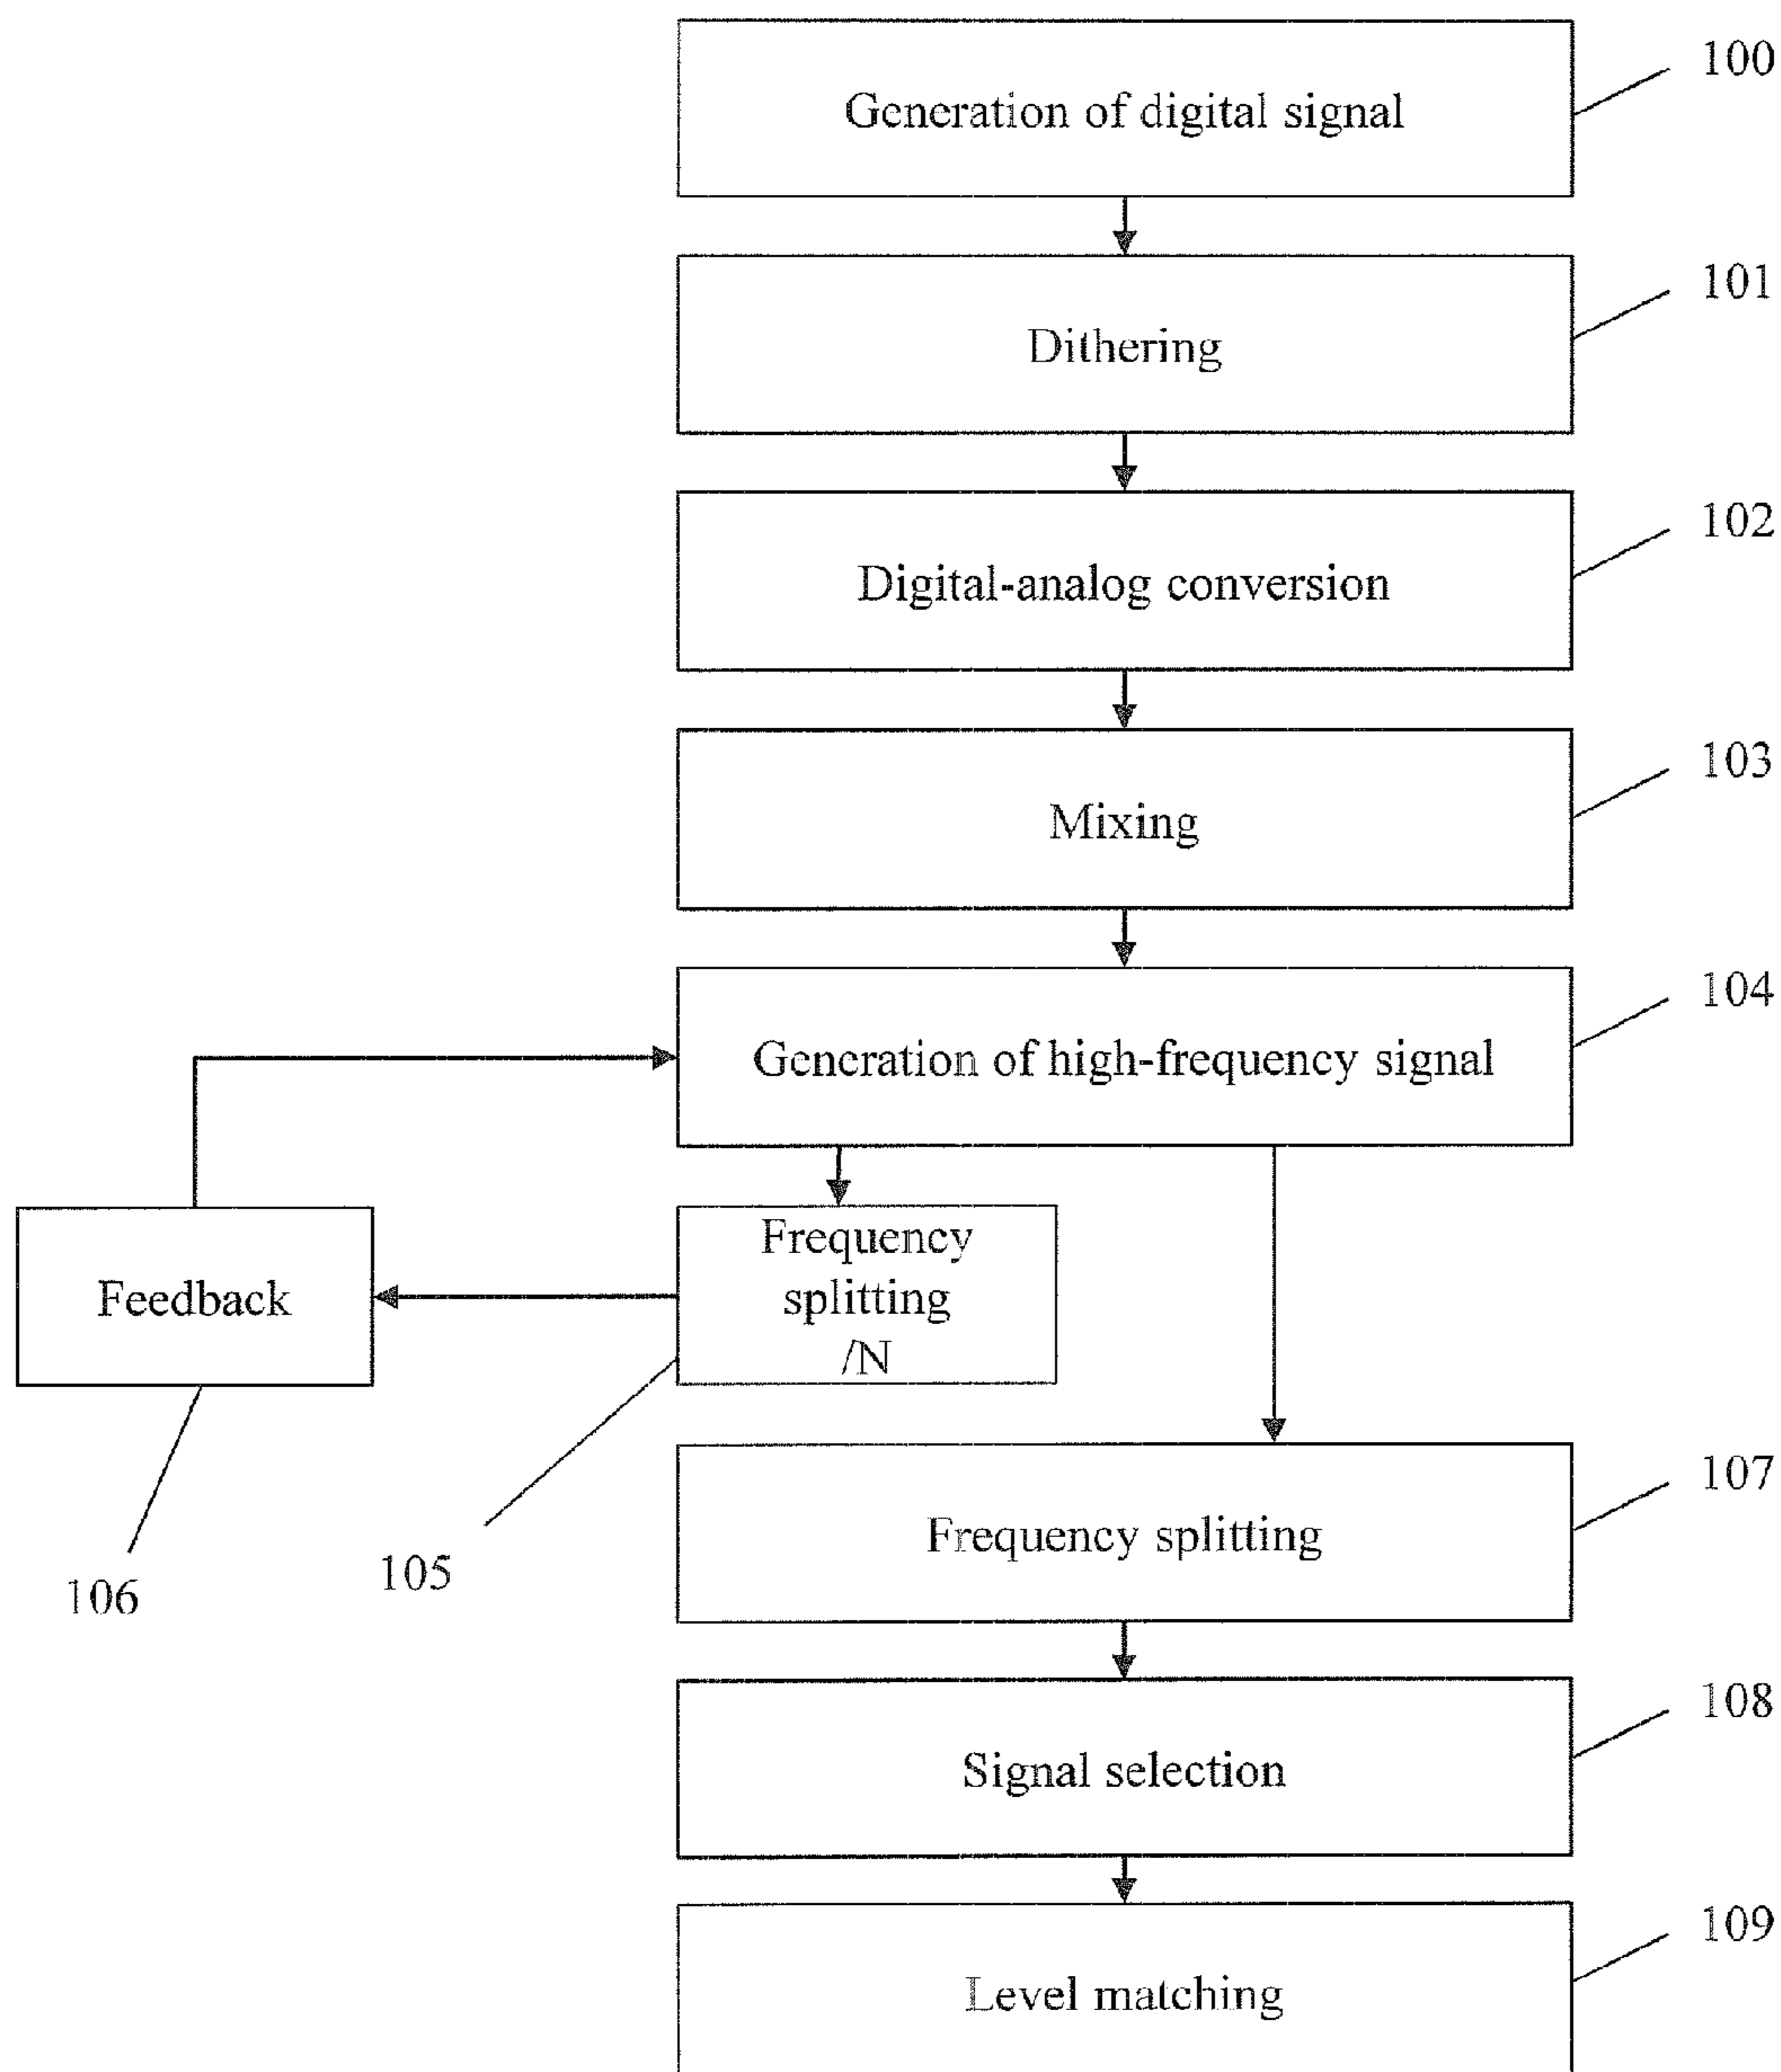 100
Generation of digital signal
101
Dithering
102
Digital-analog conversion
103
Mixing
104
Generation of high-frequency signal
Frequency
splitting
/N
Feedback
107
Frequency splitting
105
106
108
Signal selection
109
Level matching